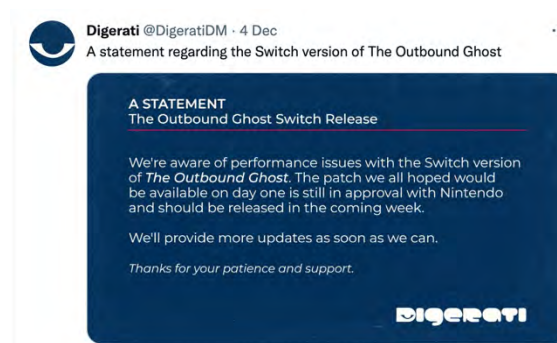 Digerati @DigeratiDM · 4 Dec
A statement regarding the Switch version of The Outbound Ghost
A STATEMENT
The Outbound Ghost Switch Release
We're aware of performance issues with the Switch version
of The Outbound Ghost. The patch we all hoped would
be available on day one is still in approval with Nintendo
and should be released in the coming week.
We'll provide more updates as soon as we can.
Thanks for your patience and support.
DIGERATI